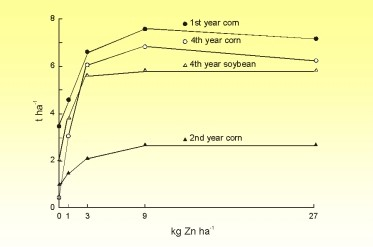 8
6
4
2
0
t ha⁻¹
1st year corn
4th year corn
4th year soybean
2nd year corn
0 1 3 9 27
kg Zn ha⁻¹